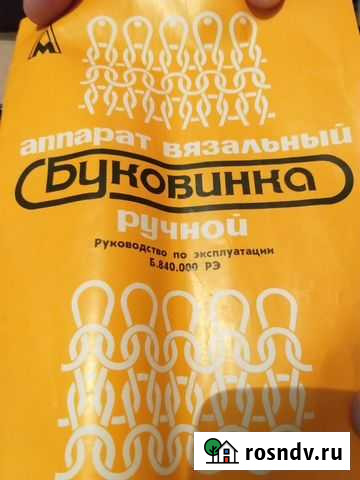 М
аппарат вязальный
Буковинка
ручной
Руководство по эксплуатации
Б.840.000 РЭ
rosndv.ru